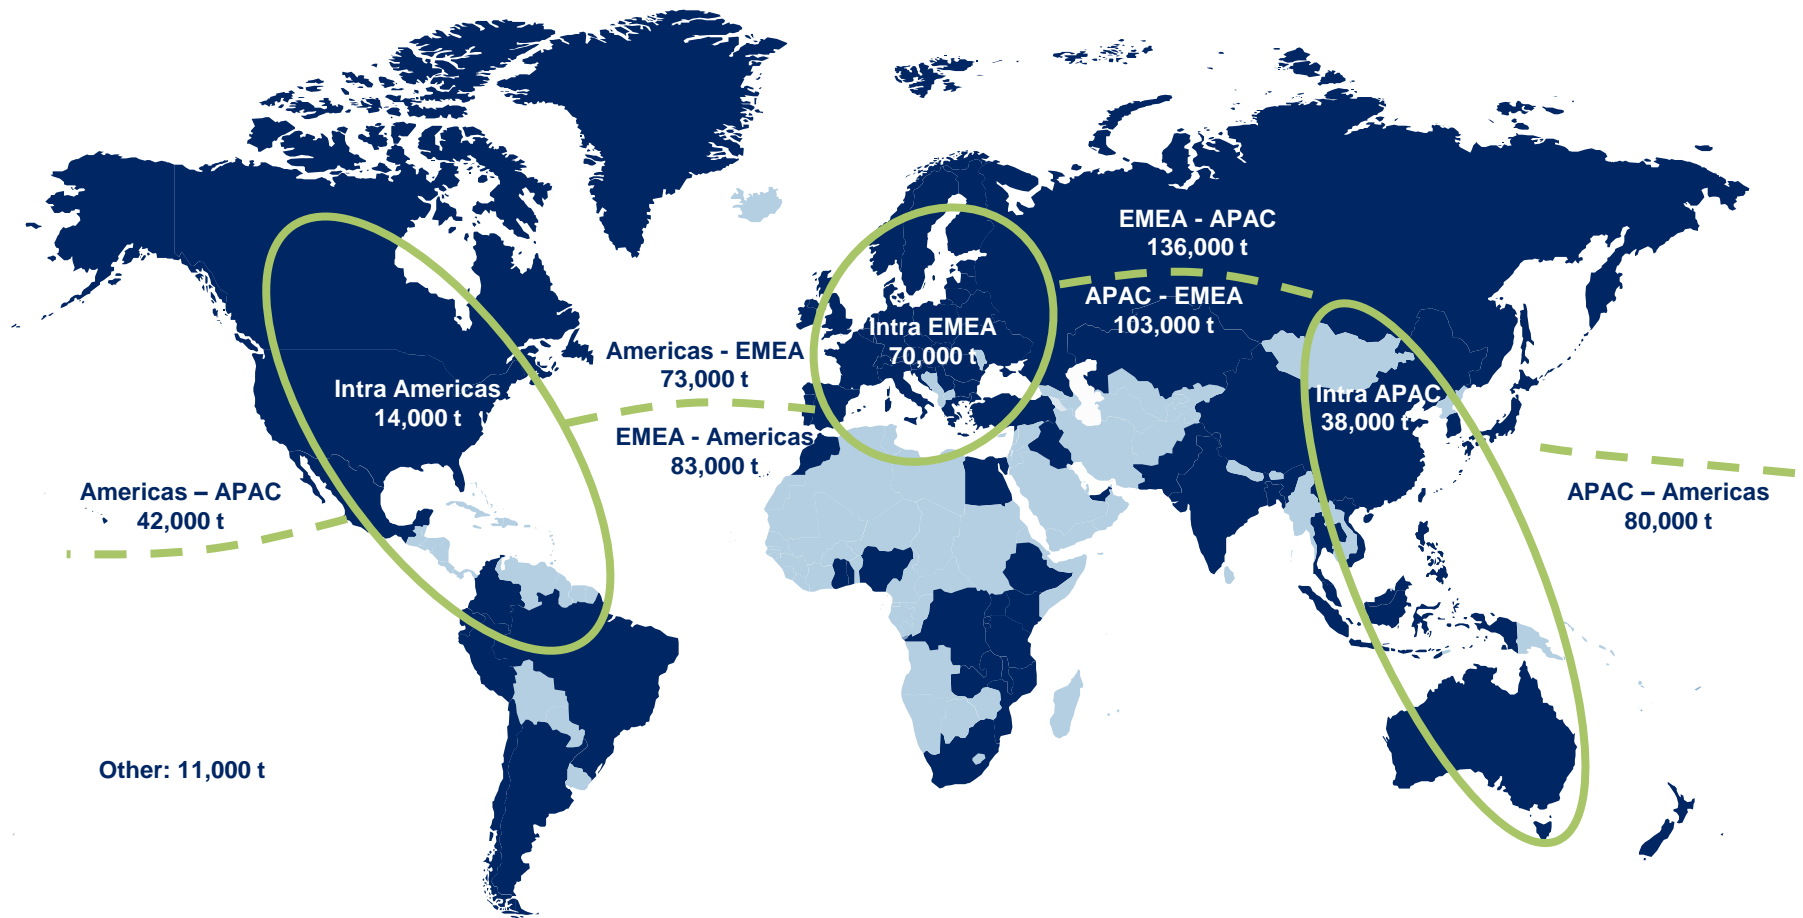 EMEA - APAC
136,000 t
APAC - EMEA
103,000 t
Intra EMEA
70,000 t
Americas - EMEA
73,000 t
Intra Americas
14,000 t
Intra APAC
38,000 t
EMEA - Americas
83,000 t
Americas – APAC
42,000 t
APAC – Americas
80,000 t
Other: 11,000 t